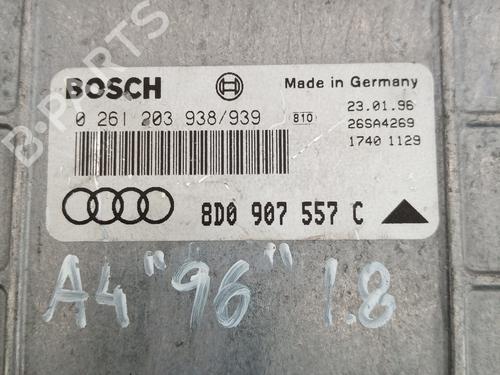 B-PARTS
BOSCH
Made in Germany
0 261 203 938/939
B10
23.01.96
26SA4269
1740 1129
8D0 907 557 C
A4 "96" 1.8